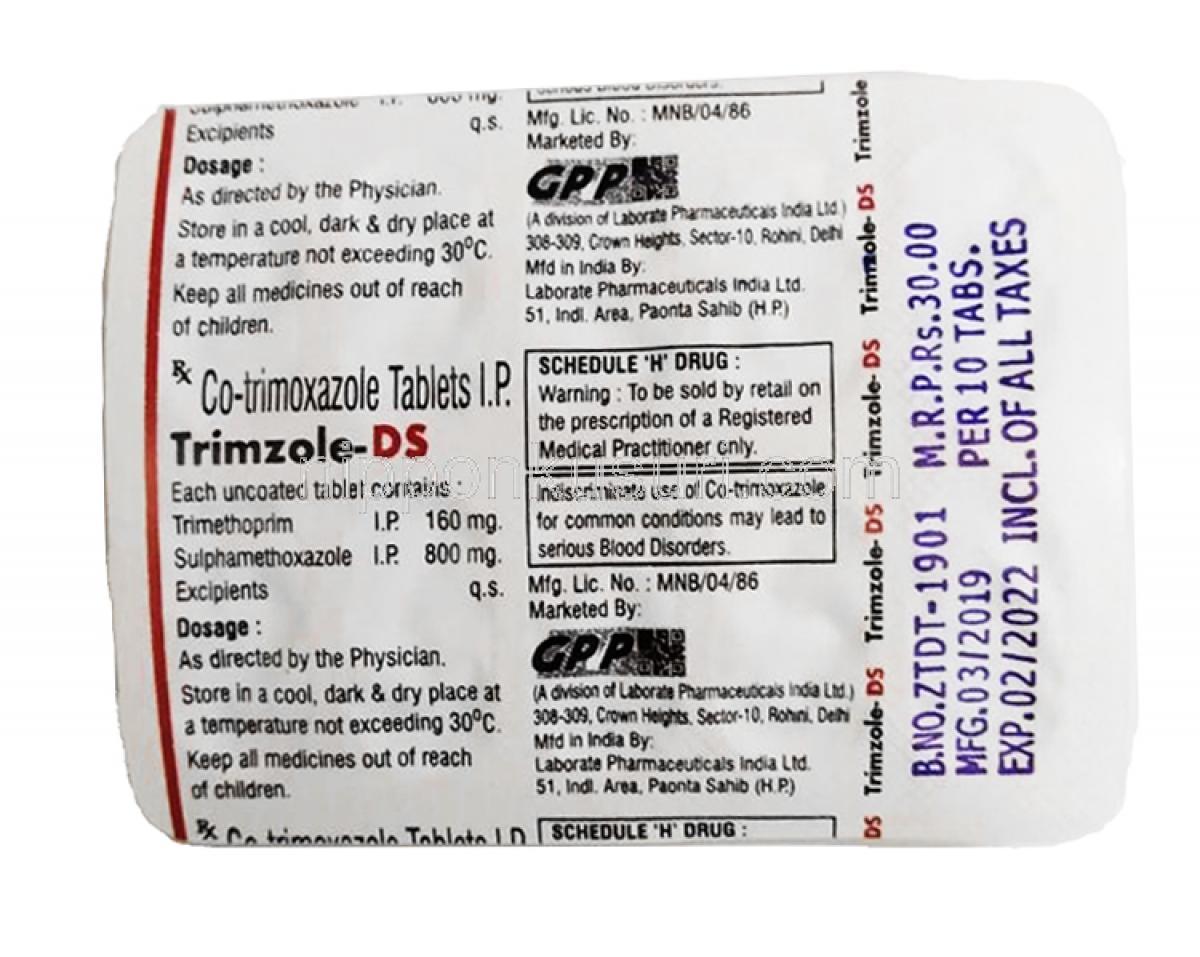 Excipients q.s.
Dosage :
As directed by the Physician.
Store in a cool, dark & dry place at
a temperature not exceeding 30°C.
Keep all medicines out of reach
of children.
Mfg. Lic. No. : MNB/04/86
Marketed By:
GPP
(A division of Laborate Pharmaceuticals India Ltd.)
308-309, Crown Heights, Sector-10, Rohini, Delhi
Mfd in India By:
Laborate Pharmaceuticals India Ltd.
51, Indl. Area, Paonta Sahib (H.P.)
Rx Co-trimoxazole Tablets I.P.
Trimzole-DS
Each uncoated tablet contains :
Trimethoprim I.P. 160 mg.
Sulphamethoxazole I.P. 800 mg.
Excipients q.s.
Dosage :
As directed by the Physician.
Store in a cool, dark & dry place at
a temperature not exceeding 30°C.
Keep all medicines out of reach
of children.
SCHEDULE 'H' DRUG :
Warning : To be sold by retail on
the prescription of a Registered
Medical Practitioner only.
Indiscriminate use of Co-trimoxazole
for common conditions may lead to
serious Blood Disorders.
Mfg. Lic. No. : MNB/04/86
Marketed By:
GPP
(A division of Laborate Pharmaceuticals India Ltd.)
308-309, Crown Heights, Sector-10, Rohini, Delhi
Mfd in India By:
Laborate Pharmaceuticals India Ltd.
51, Indl. Area, Paonta Sahib (H.P.)
Rx Co-trimoxazole Tablets I.P.
SCHEDULE 'H' DRUG :
DS Trimzole-DS Trimzole-DS Trimzole-DS Trimzole-DS Trimzole
B.NO.ZTDT-1901 M.R.P.Rs.30.00
MFG.03/2019 PER 10 TABS.
EXP.02/2022 INCL.OF ALL TAXES
nipponkusuri.com